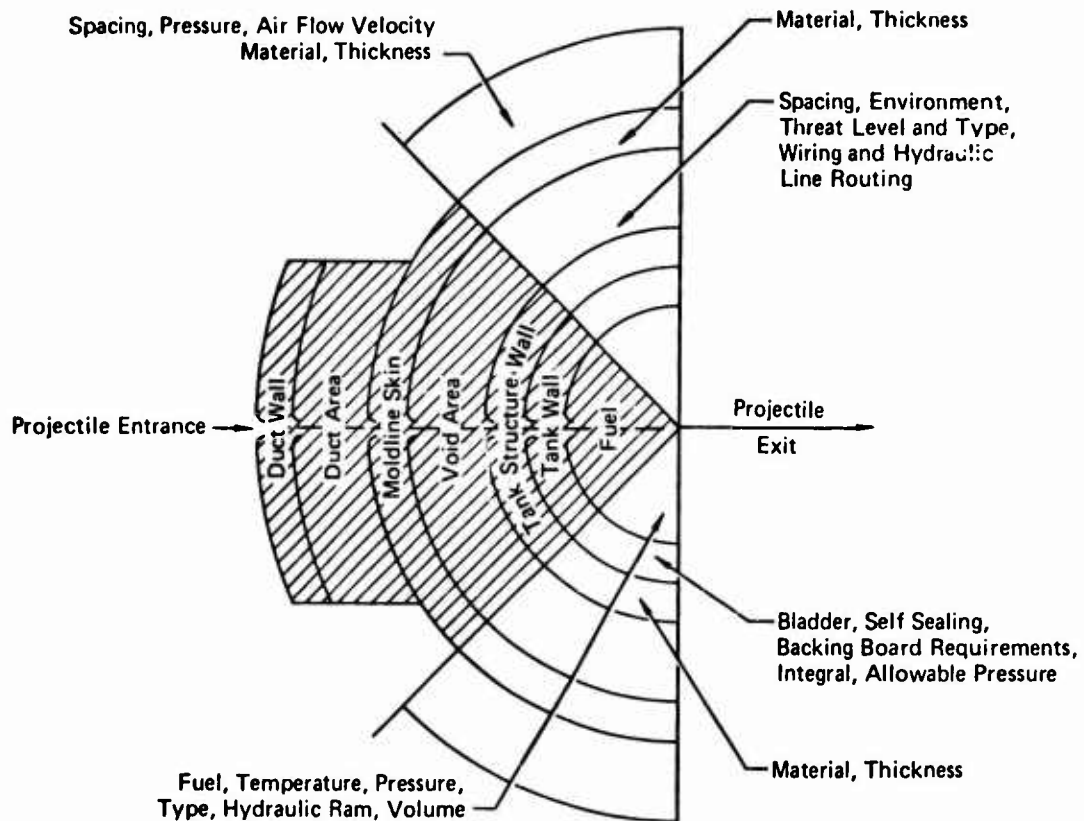 Spacing, Pressure, Air Flow Velocity
Material, Thickness
Material, Thickness
Spacing, Environment,
Threat Level and Type,
Wiring and Hydraulic
Line Routing
Projectile Entrance
Duct Wall
Duct Area
Moldline Skin
Void Area
Tank Structure Wall
Tank Wall
Fuel
Projectile
Exit
Bladder, Self Sealing,
Backing Board Requirements,
Integral, Allowable Pressure
Material, Thickness
Fuel, Temperature, Pressure,
Type, Hydraulic Ram, Volume